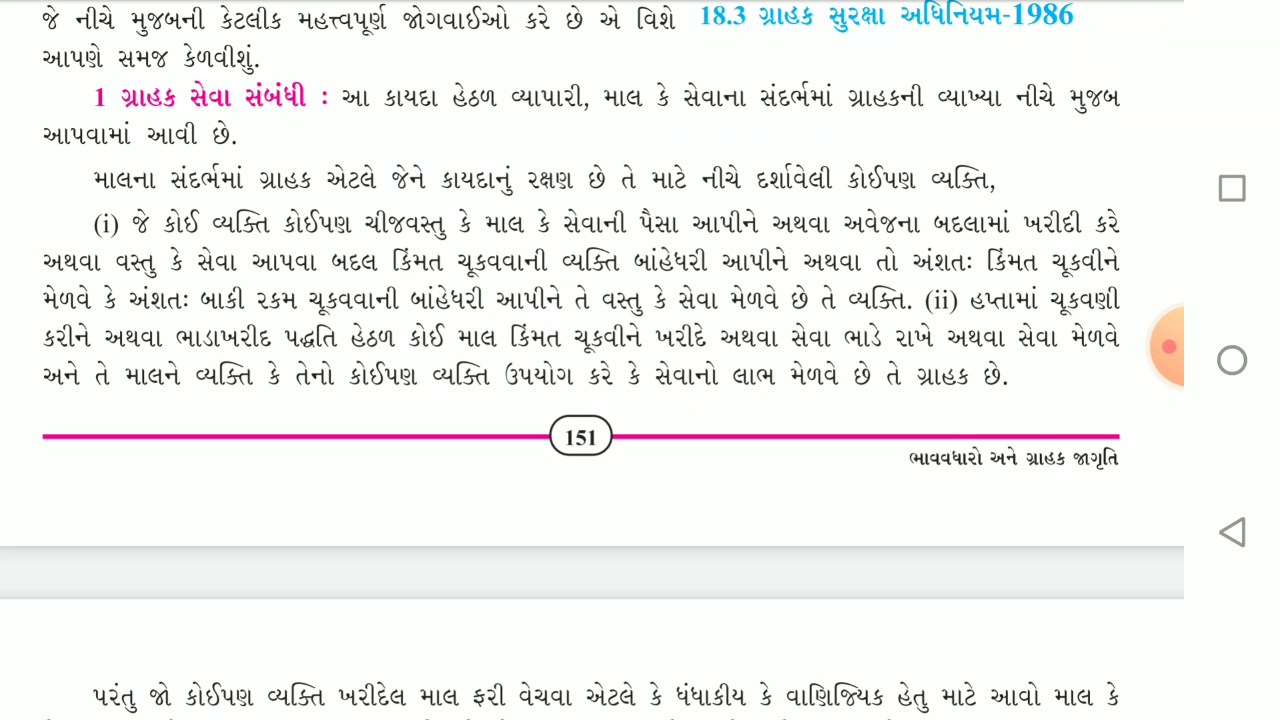 જે નીચે મુજબની કેટલીક મહત્ત્વપૂર્ણ જોગવાઈઓ કરે છે એ વિશે
18.3 ગ્રાહક સુરક્ષા અધિનિયમ-1986
આપણે સમજ કેળવીશું.
1 ગ્રાહક સેવા સંબંધી : આ કાયદા હેઠળ વ્યાપારી, માલ કે સેવાના સંદર્ભમાં ગ્રાહકની વ્યાખ્યા નીચે મુજબ
આપવામાં આવી છે.
માલના સંદર્ભમાં ગ્રાહક એટલે જેને કાયદાનું રક્ષણ છે તે માટે નીચે દર્શાવેલી કોઈપણ વ્યક્તિ,
(i) જે કોઈ વ્યક્તિ કોઈપણ ચીજવસ્તુ કે માલ કે સેવાની પૈસા આપીને અથવા અવેજના બદલામાં ખરીદી કરે
અથવા વસ્તુ કે સેવા આપવા બદલ કિંમત ચૂકવવાની વ્યક્તિ બાંહેધરી આપીને અથવા તો અંશતઃ કિંમત ચૂકવીને
મેળવે કે અંશતઃ બાકી રકમ ચૂકવવાની બાંહેધરી આપીને તે વસ્તુ કે સેવા મેળવે છે તે વ્યક્તિ. (ii) હપ્તામાં ચૂકવણી
કરીને અથવા ભાડાખરીદ પદ્ધતિ હેઠળ કોઈ માલ કિંમત ચૂકવીને ખરીદે અથવા સેવા ભાડે રાખે અથવા સેવા મેળવે
અને તે માલને વ્યક્તિ કે તેનો કોઈપણ વ્યક્તિ ઉપયોગ કરે કે સેવાનો લાભ મેળવે છે તે ગ્રાહક છે.
151
ભાવવધારો અને ગ્રાહક જાગૃતિ
પરંતુ જો કોઈપણ વ્યક્તિ ખરીદેલ માલ ફરી વેચવા એટલે કે ધંધાકીય કે વાણિજ્યિક હેતુ માટે આવો માલ કે